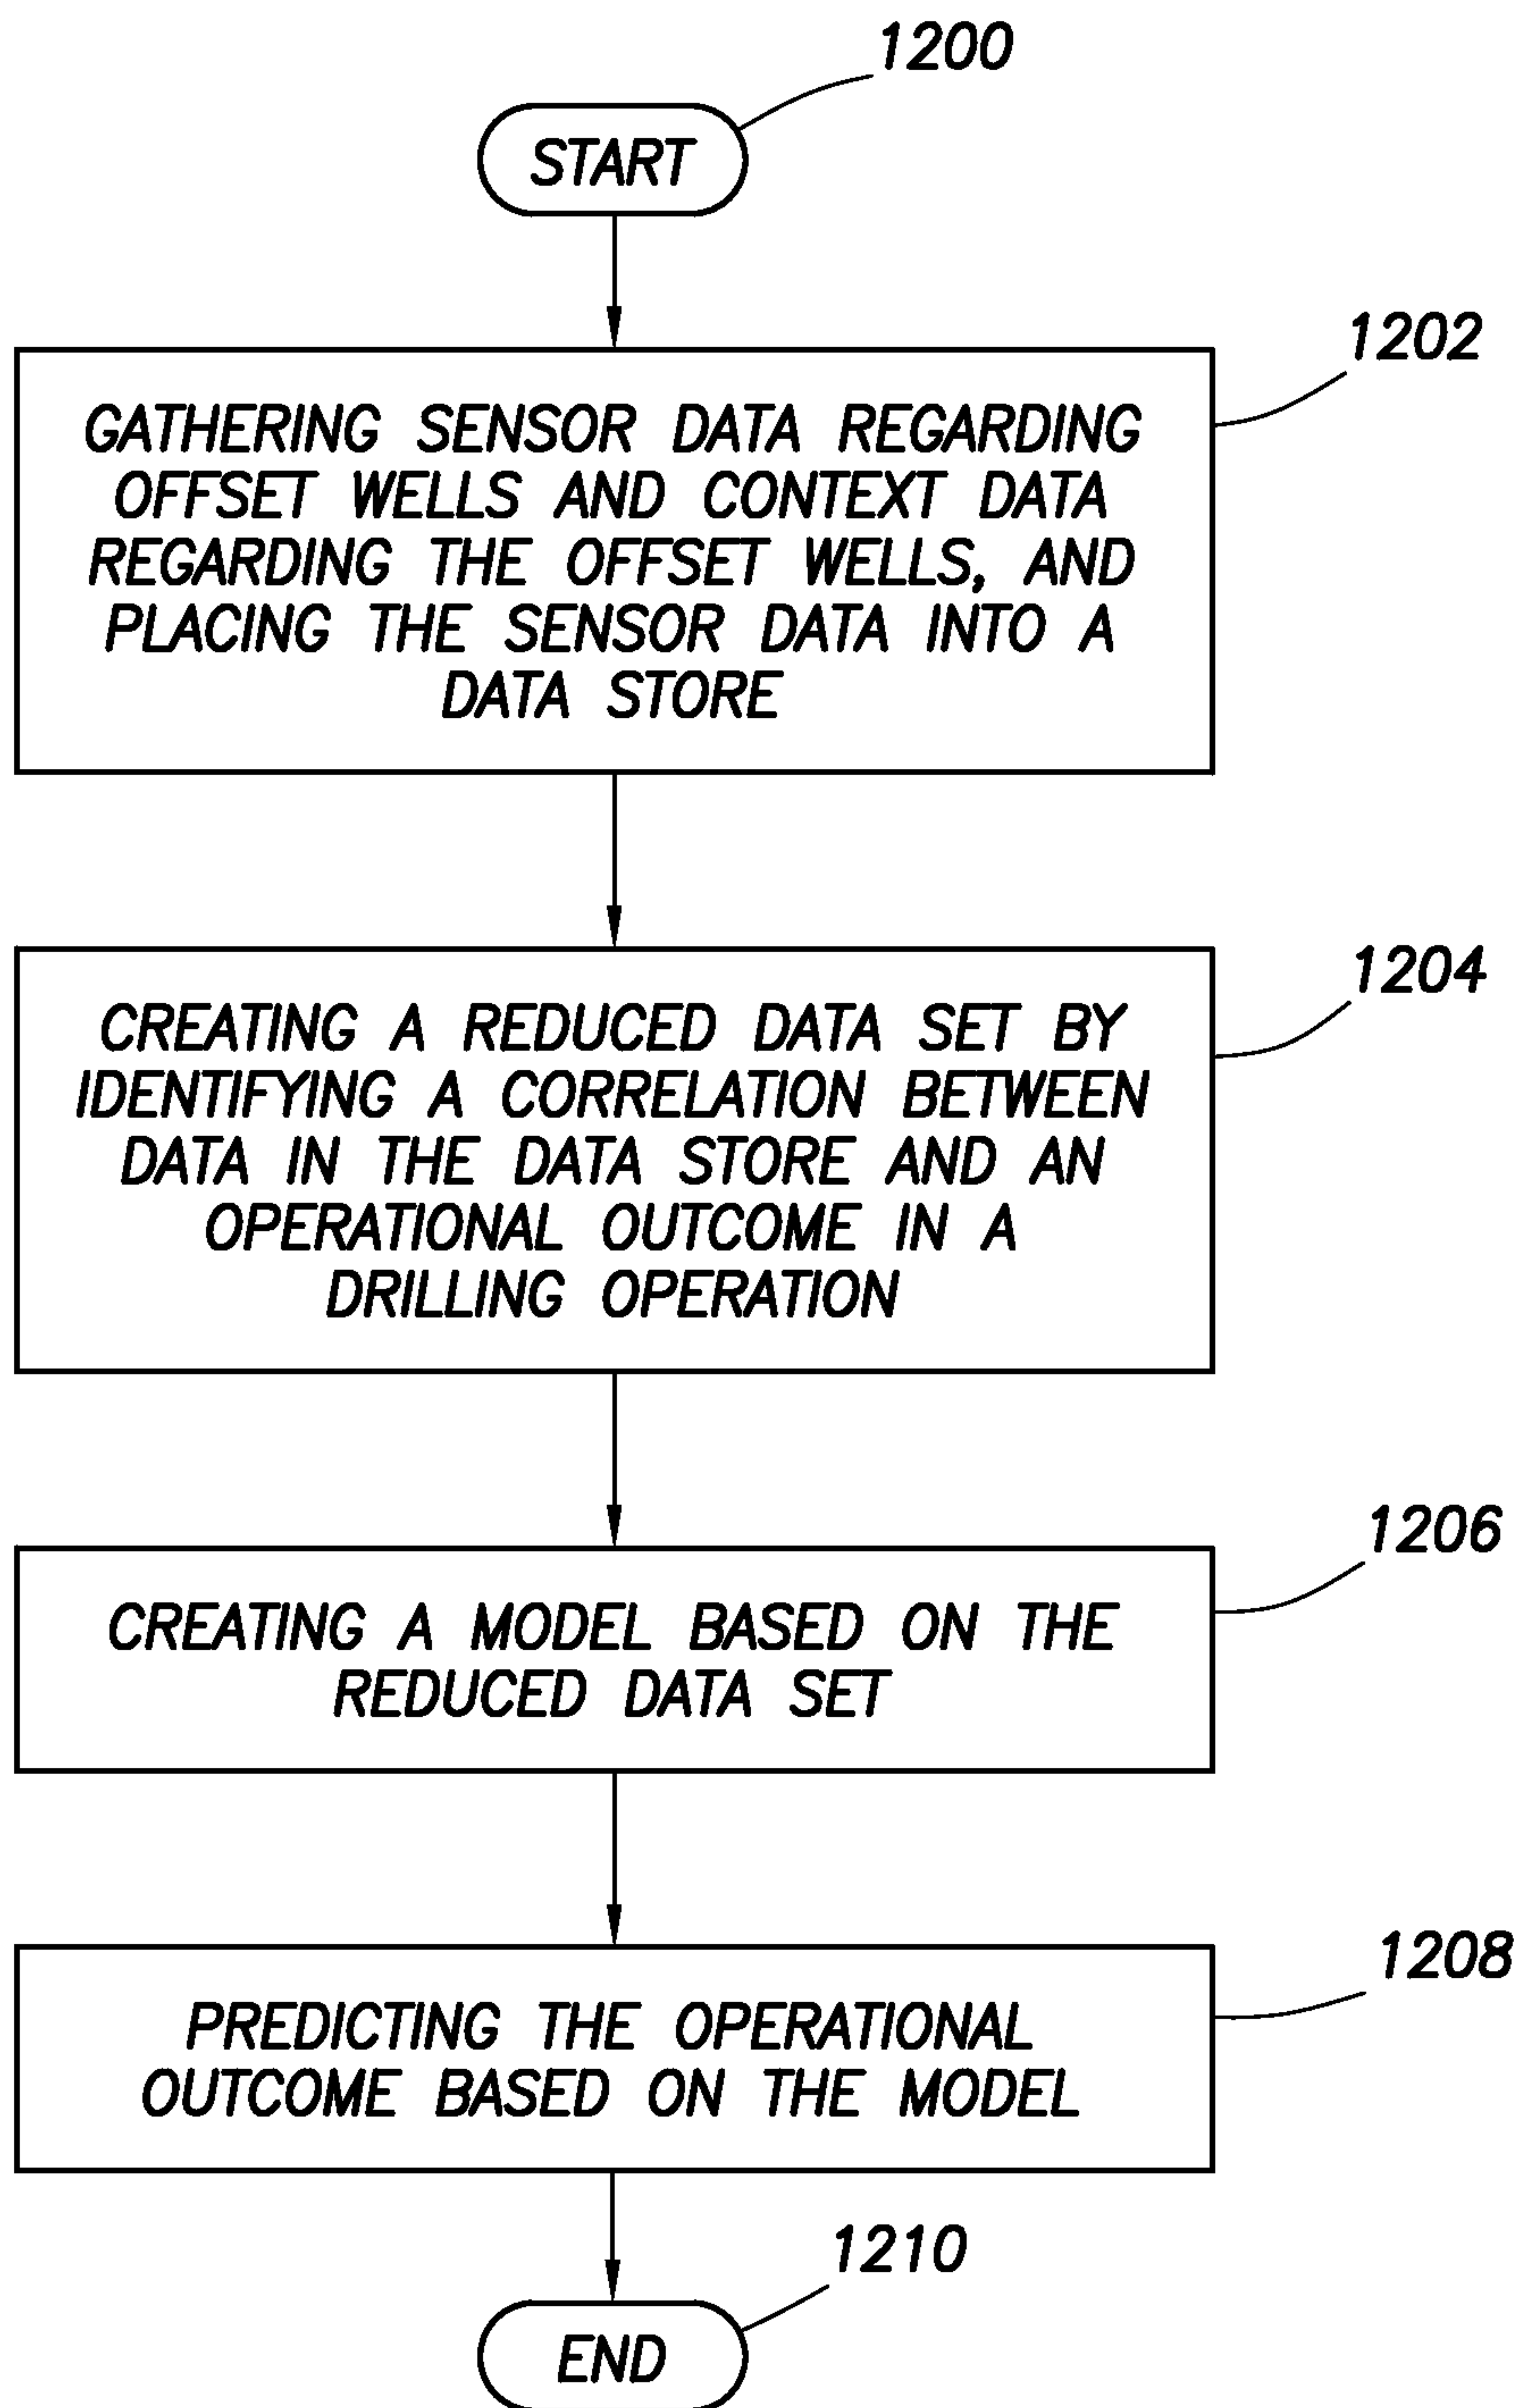 1200
START
1202
GATHERING SENSOR DATA REGARDING
OFFSET WELLS AND CONTEXT DATA
REGARDING THE OFFSET WELLS, AND
PLACING THE SENSOR DATA INTO A
DATA STORE
1204
CREATING A REDUCED DATA SET BY
IDENTIFYING A CORRELATION BETWEEN
DATA IN THE DATA STORE AND AN
OPERATIONAL OUTCOME IN A
DRILLING OPERATION
1206
CREATING A MODEL BASED ON THE
REDUCED DATA SET
1208
PREDICTING THE OPERATIONAL
OUTCOME BASED ON THE MODEL
1210
END